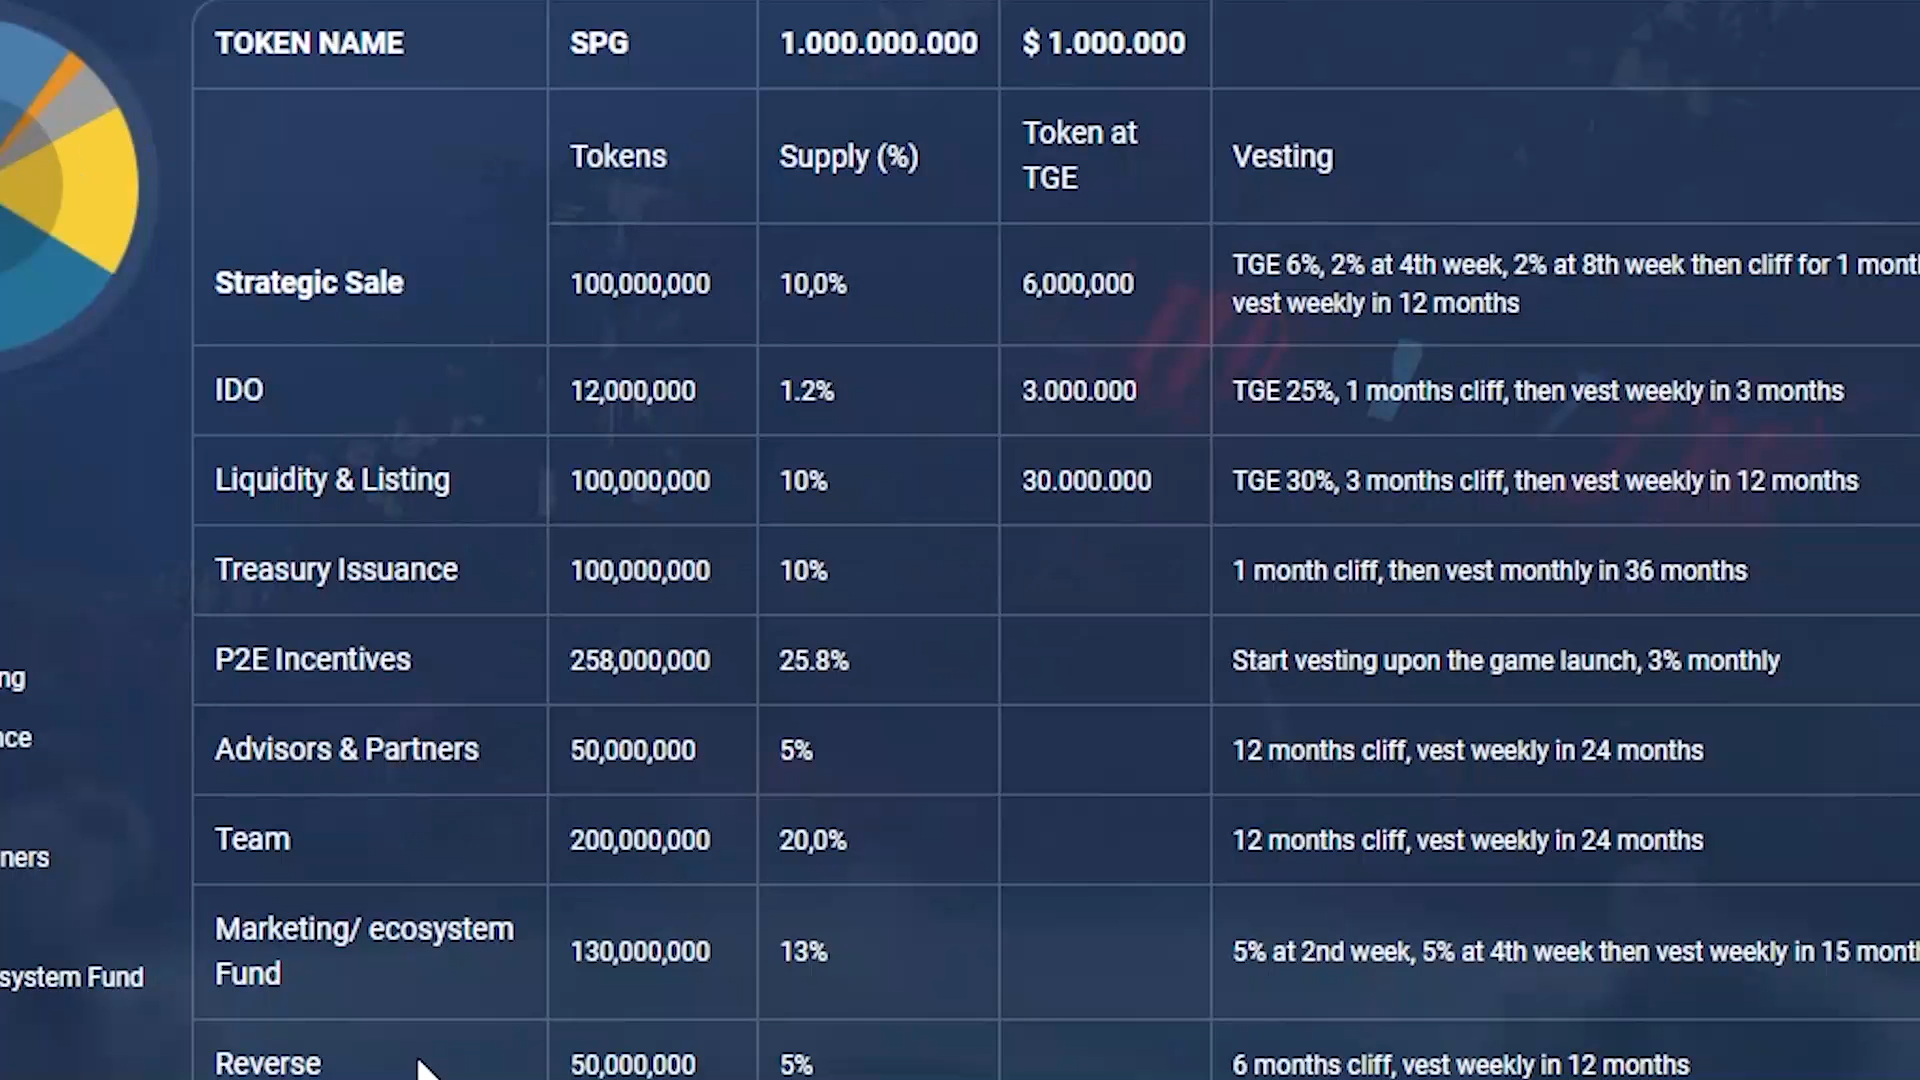 TOKEN NAME SPG 1.000.000.000 $ 1.000.000
Tokens Supply (%) Token at TGE Vesting
Strategic Sale 100,000,000 10,0% 6,000,000 TGE 6%, 2% at 4th week, 2% at 8th week then cliff for 1 mont
vest weekly in 12 months
IDO 12,000,000 1.2% 3.000.000 TGE 25%, 1 months cliff, then vest weekly in 3 months
Liquidity & Listing 100,000,000 10% 30.000.000 TGE 30%, 3 months cliff, then vest weekly in 12 months
Treasury Issuance 100,000,000 10% 1 month cliff, then vest monthly in 36 months
P2E Incentives 258,000,000 25.8% Start vesting upon the game launch, 3% monthly
Advisors & Partners 50,000,000 5% 12 months cliff, vest weekly in 24 months
Team 200,000,000 20,0% 12 months cliff, vest weekly in 24 months
Marketing/ ecosystem
Fund 130,000,000 13% 5% at 2nd week, 5% at 4th week then vest weekly in 15 mont
Reverse 50,000,000 5% 6 months cliff, vest weekly in 12 months
ng
nce
ners
system Fund